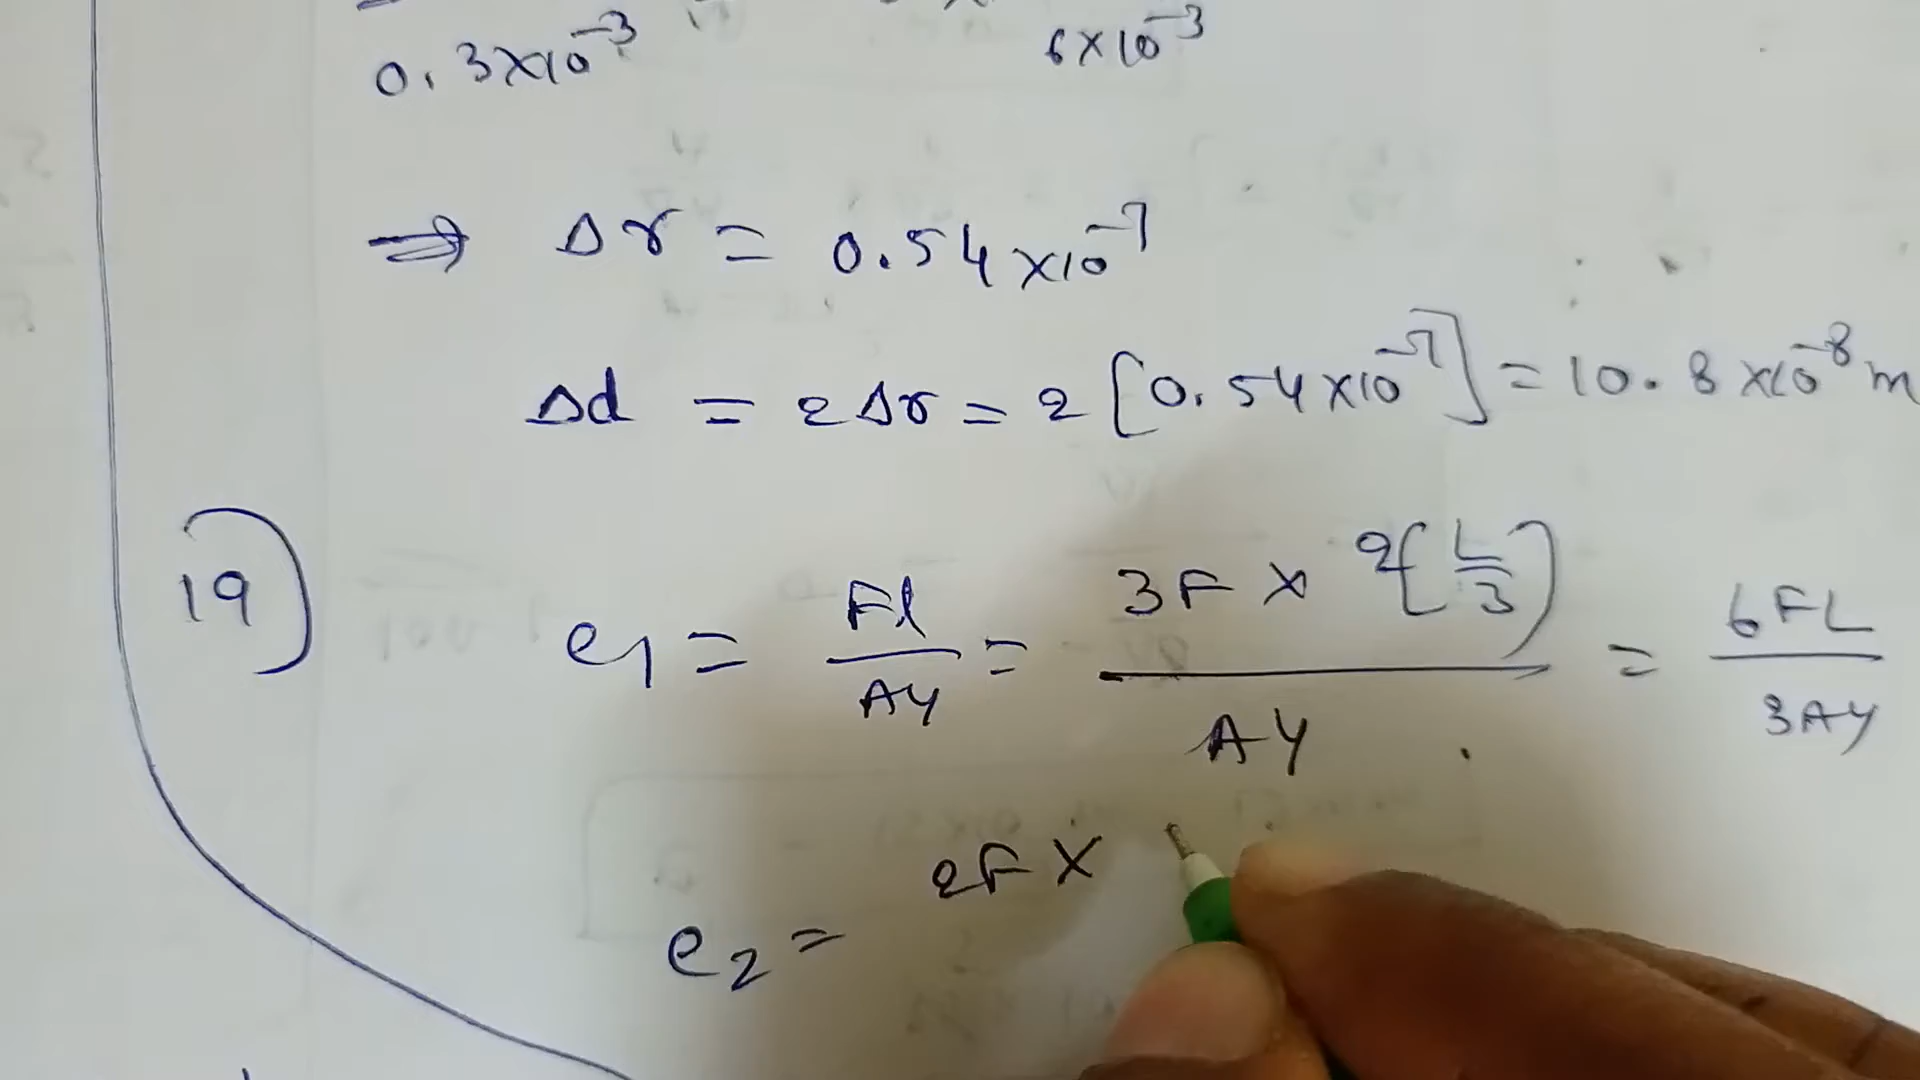 0.3×10⁻³ 6×10⁻³
⇒ Δr = 0.54×10⁻⁷
Δd = 2Δr = 2[0.54×10⁻⁷] = 10.8×10⁻⁸ m
19) e₁ = Fl/AY = 3F × 2(L/3)/AY = 6FL/3AY
e₂ = 2F ×